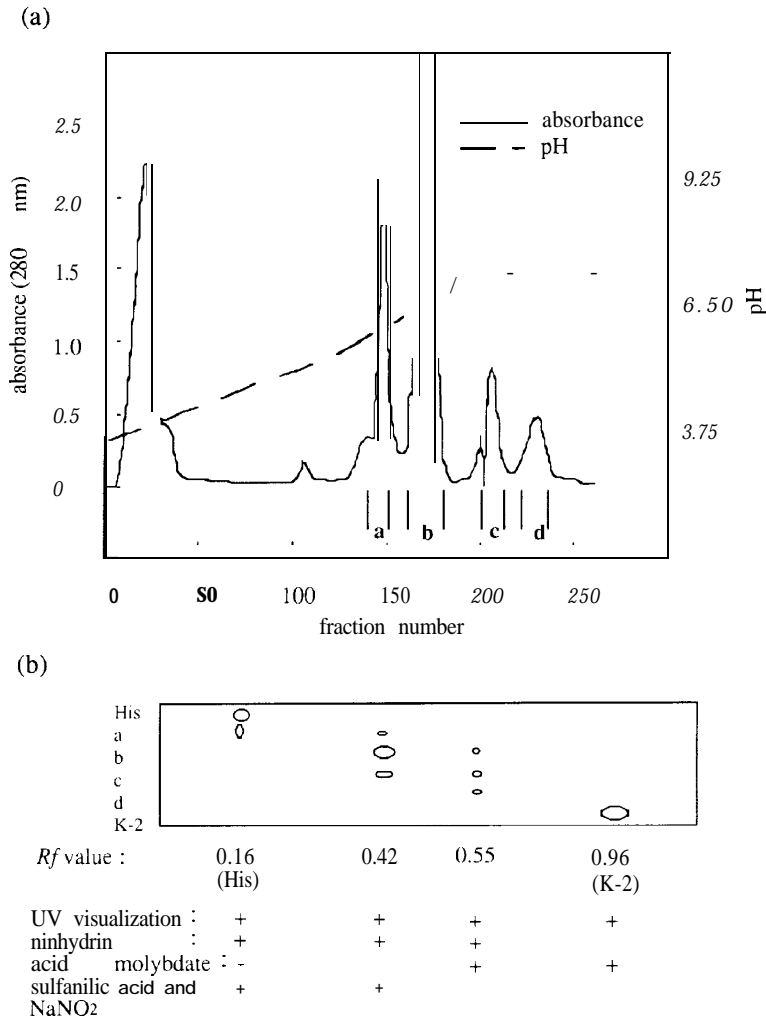 (a)
absorbance
pH
2.5
2.0
1.5
1.0
0.5
0
absorbance (280 nm)
9.25
6.50
3.75
pH
a b c d
0 S0 100 150 200 250
fraction number
(b)
His
a
b
c
d
K-2
Rf value : 0.16 0.42 0.55 0.96
(His) (K-2)
UV visualization : + + + +
ninhydrin : + + +
acid molybdate : - + +
sulfanilic acid and + +
NaNO2